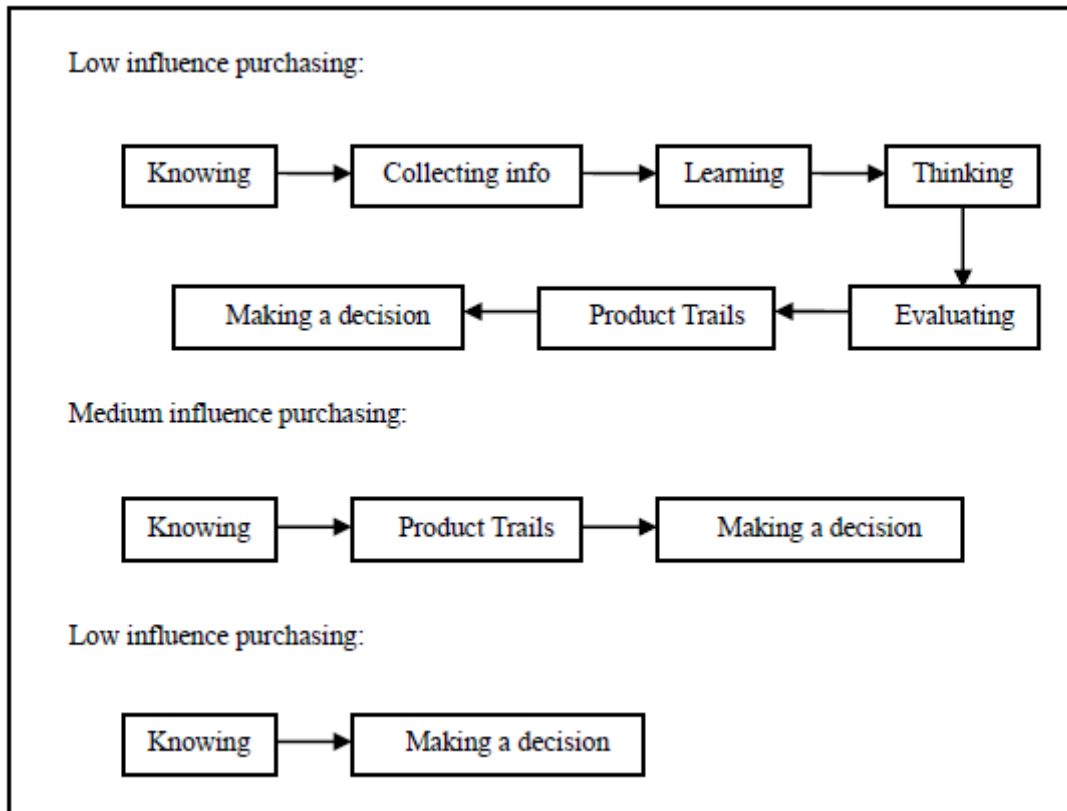 Low influence purchasing:
Knowing
Collecting info
Learning
Thinking
Evaluating
Product Trails
Making a decision
Medium influence purchasing:
Knowing
Product Trails
Making a decision
Low influence purchasing:
Knowing
Making a decision